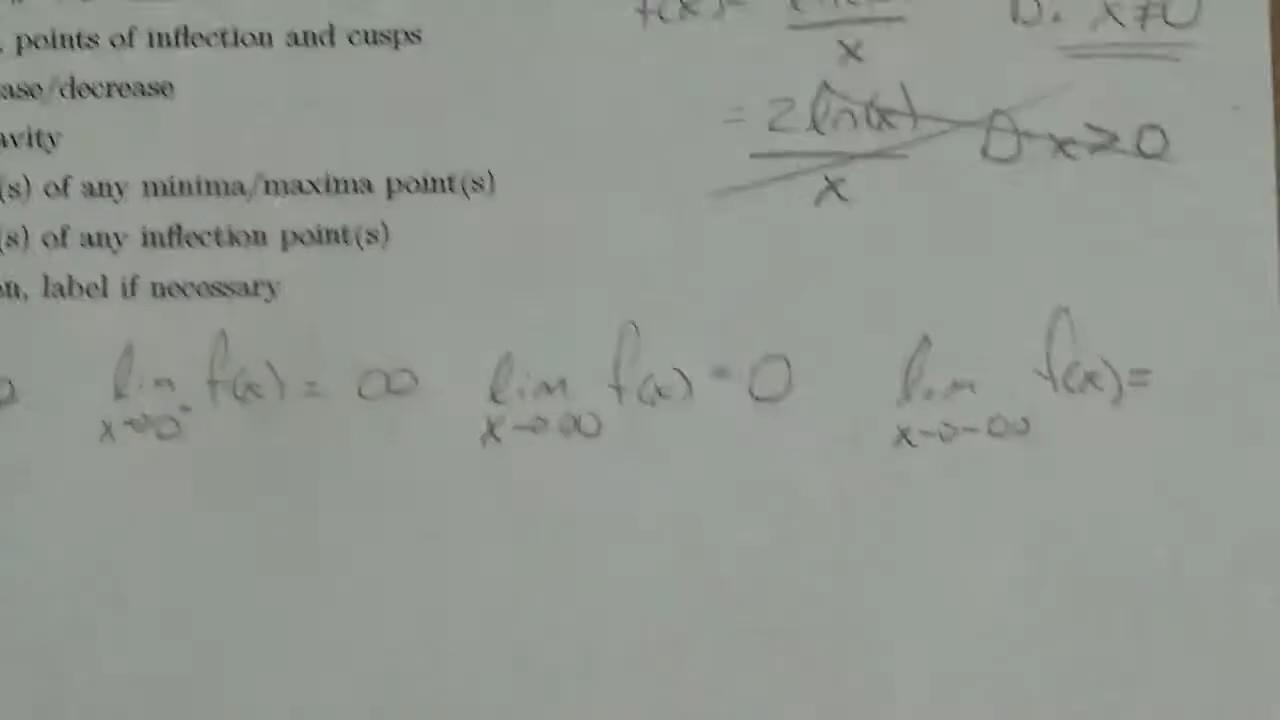 f(x) =
x
D: x≠0
, points of inflection and cusps
ase/decrease
= 2 ln(x)
x
D x>0
avity
(s) of any minima/maxima point(s)
(s) of any inflection point(s)
on, label if necessary
lim f(x) = ∞ lim f(x) = 0 lim f(x) =
x→0⁻ x→∞ x→-∞